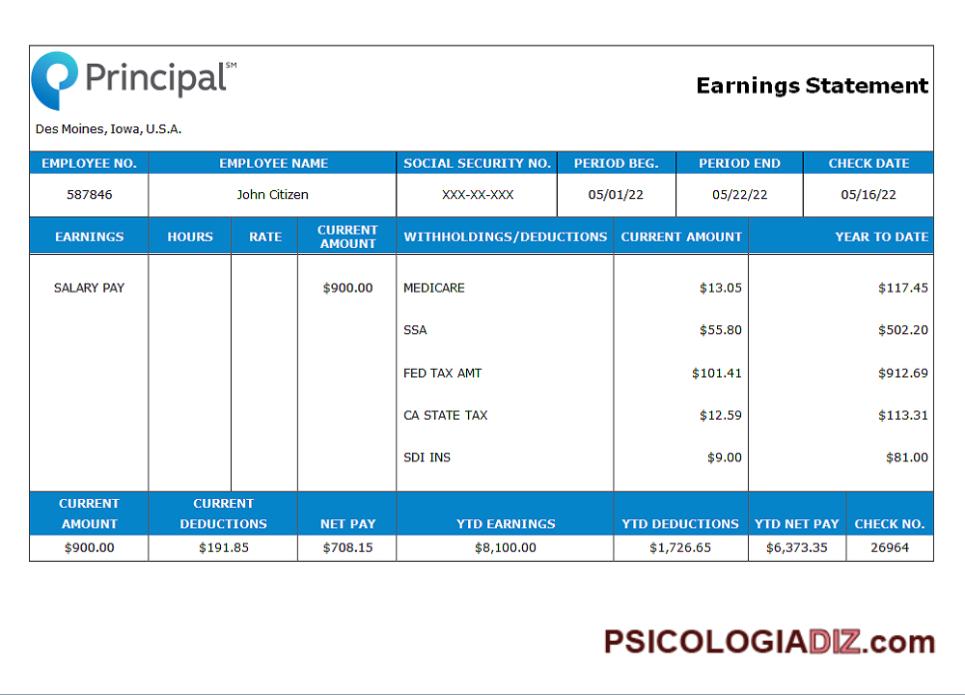 Principal℠
Earnings Statement
Des Moines, Iowa, U.S.A.
EMPLOYEE NO. EMPLOYEE NAME SOCIAL SECURITY NO. PERIOD BEG. PERIOD END CHECK DATE
587846 John Citizen XXX-XX-XXX 05/01/22 05/22/22 05/16/22
EARNINGS HOURS RATE CURRENT AMOUNT WITHHOLDINGS/DEDUCTIONS CURRENT AMOUNT YEAR TO DATE
SALARY PAY $900.00 MEDICARE $13.05 $117.45
SSA $55.80 $502.20
FED TAX AMT $101.41 $912.69
CA STATE TAX $12.59 $113.31
SDI INS $9.00 $81.00
CURRENT AMOUNT CURRENT DEDUCTIONS NET PAY YTD EARNINGS YTD DEDUCTIONS YTD NET PAY CHECK NO.
$900.00 $191.85 $708.15 $8,100.00 $1,726.65 $6,373.35 26964
PSICOLOGIADIZ.com